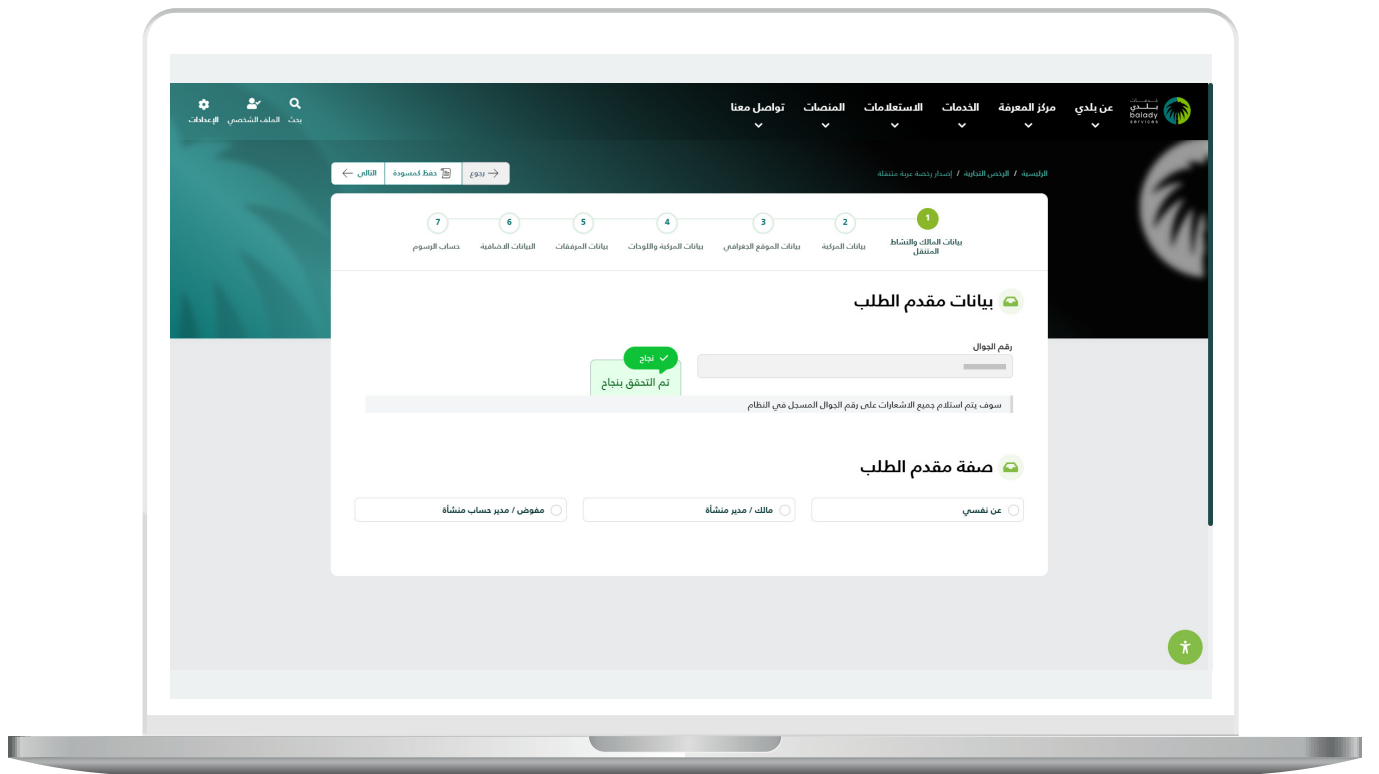 خدمات
بلدي
balady
services
عن بلدي
مركز المعرفة
الخدمات
الاستعلامات
المنصات
تواصل معنا
بحث
الملف الشخصي
الإعدادات
الرئيسية / الرخص التجارية / إصدار رخصة عربة متنقلة
رجوع
حفظ كمسودة
التالي
1
بيانات المالك والنشاط
المتنقل
2
بيانات المركبة
3
بيانات الموقع الجغرافي
4
بيانات المركبة واللوحات
5
بيانات المرفقات
6
البيانات الاضافية
7
حساب الرسوم
بيانات مقدم الطلب
رقم الجوال
نجاح
تم التحقق بنجاح
سوف يتم استلام جميع الاشعارات على رقم الجوال المسجل في النظام
صفة مقدم الطلب
عن نفسي
مالك / مدير منشأة
مفوض / مدير حساب منشأة